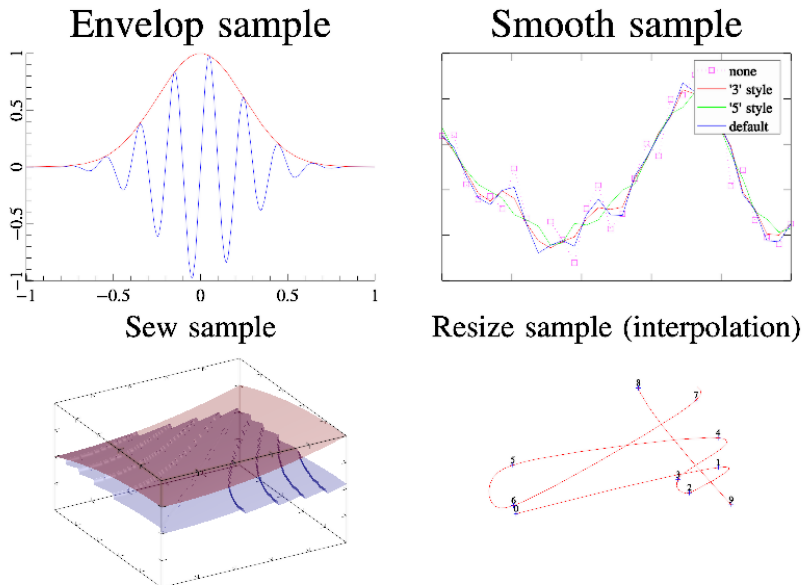 Envelop sample
Smooth sample
1
0.5
0
−0.5
−1
−1
−0.5
0
0.5
1
none
'3' style
'5' style
default
Sew sample
Resize sample (interpolation)
8
7
4
5
1
3
2
6
0
9